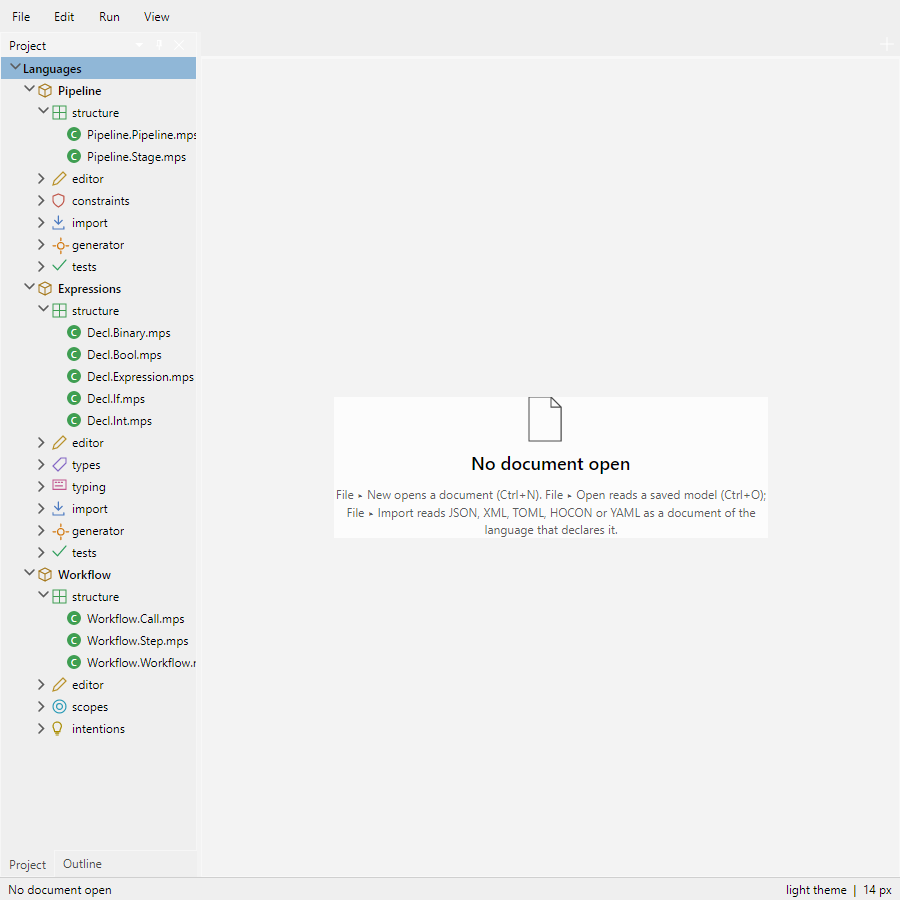 File Edit Run View
Project
Languages
Pipeline
structure
C Pipeline.Pipeline.mps
C Pipeline.Stage.mps
editor
constraints
import
generator
tests
Expressions
structure
C Decl.Binary.mps
C Decl.Bool.mps
C Decl.Expression.mps
C Decl.If.mps
C Decl.Int.mps
editor
types
typing
import
generator
tests
Workflow
structure
C Workflow.Call.mps
C Workflow.Step.mps
C Workflow.Workflow.r
editor
scopes
intentions
No document open
File ▸ New opens a document (Ctrl+N). File ▸ Open reads a saved model (Ctrl+O);
File ▸ Import reads JSON, XML, TOML, HOCON or YAML as a document of the
language that declares it.
Project Outline
No document open
light theme | 14 px